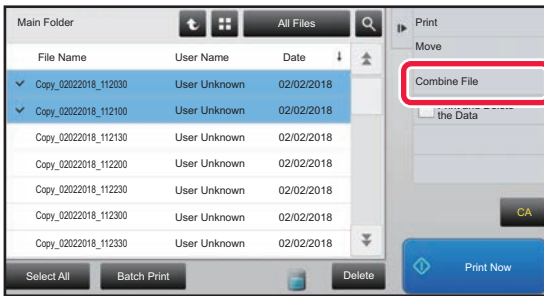 Main Folder
All Files
File Name User Name Date
Copy_02022018_112030 User Unknown 02/02/2018
Copy_02022018_112100 User Unknown 02/02/2018
Copy_02022018_112130 User Unknown 02/02/2018
Copy_02022018_112200 User Unknown 02/02/2018
Copy_02022018_112230 User Unknown 02/02/2018
Copy_02022018_112300 User Unknown 02/02/2018
Copy_02022018_112330 User Unknown 02/02/2018
Select All Batch Print Delete
Print
Move
Combine File
the Data
CA
Print Now